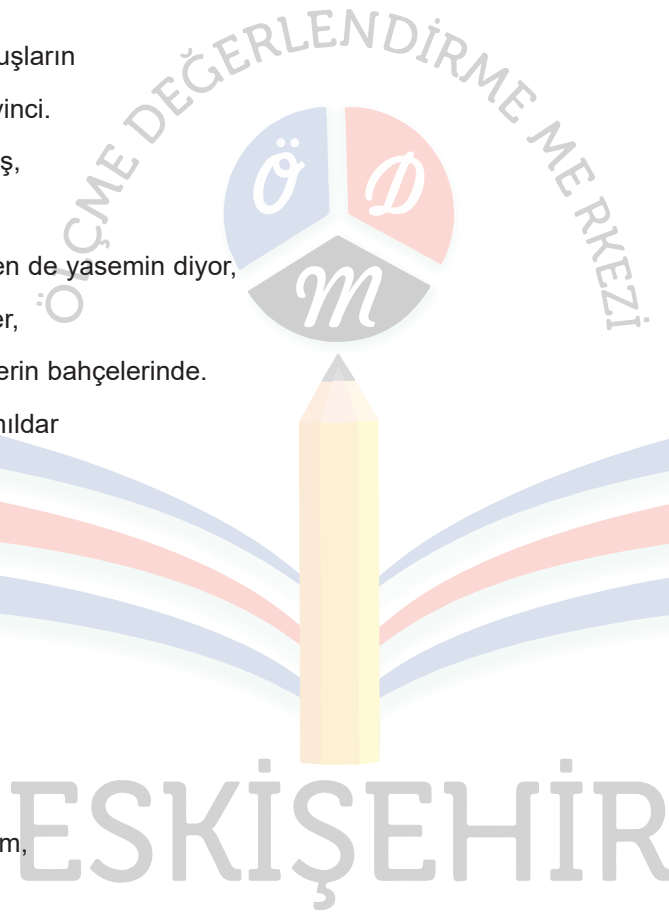 uşların
vinci.
ş,
ÖLÇME DEĞERLENDİRME MERKEZİ
Ö D
M
en de yasemin diyor,
er,
erin bahçelerinde.
nıldar
ESKİŞEHİR
m,